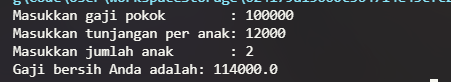 Masukkan gaji pokok        : 100000
Masukkan tunjangan per anak: 12000
Masukkan jumlah anak       : 2
Gaji bersih Anda adalah: 114000.0